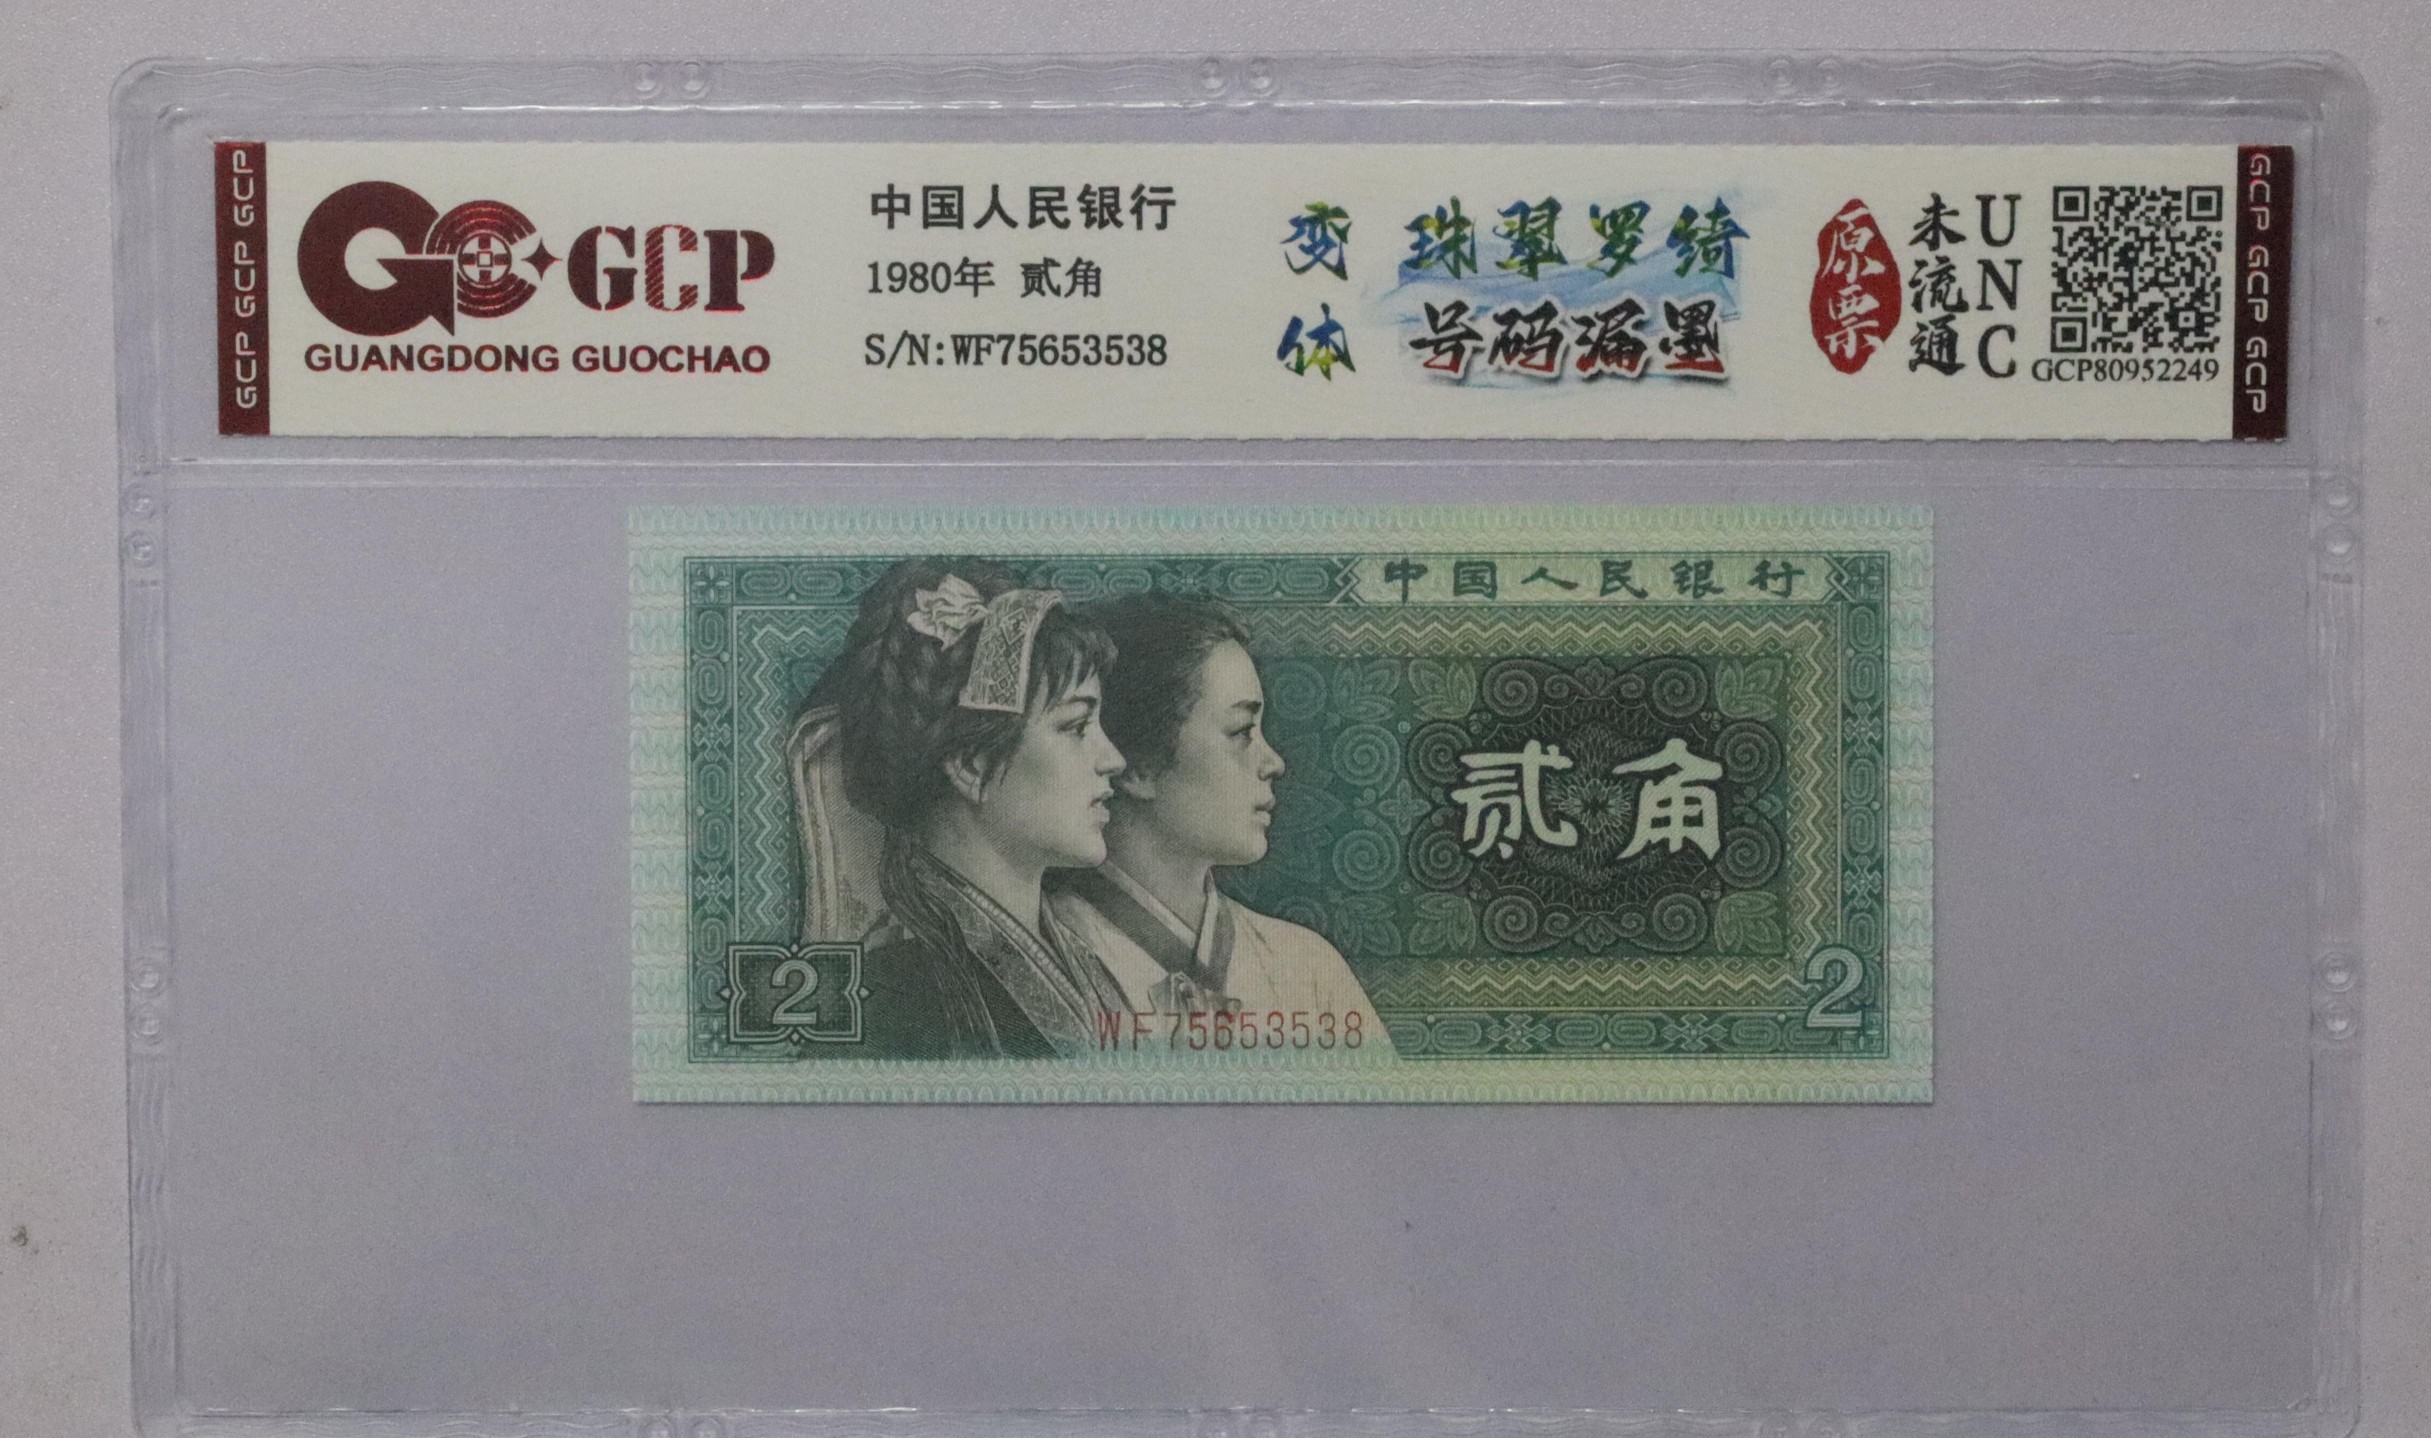 GCP GCP GCP
GCP
GUANGDONG GUOCHAO
中国人民银行
1980年 贰角
S/N:WF75653538
变体
珠翠罗绮
号码漏墨
原票
未流通
UNC
GCP80952249
GCP GCP GCP
中国人民银行
贰角
2
2
WF75653538